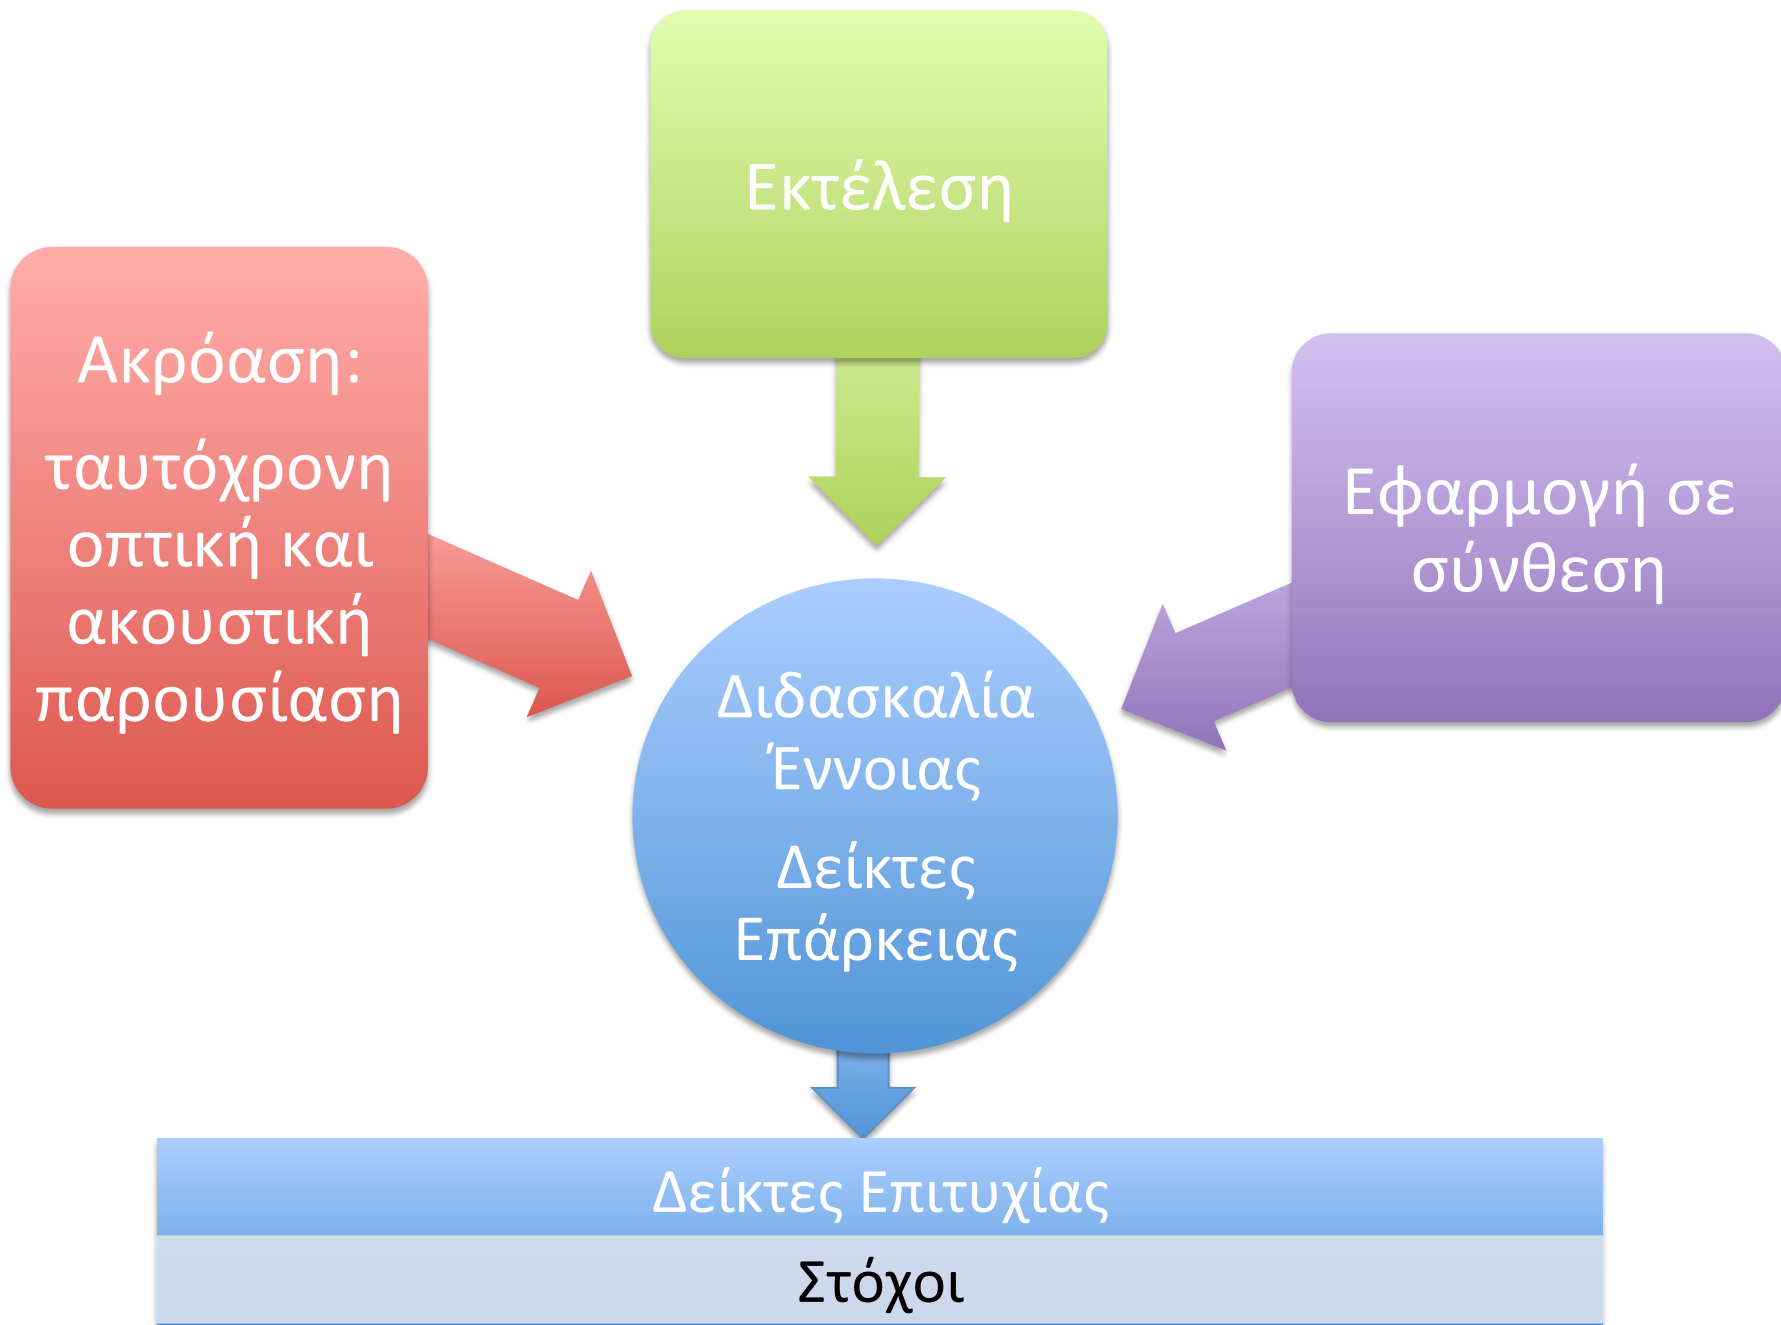 Εκτέλεση
Ακρόαση:
ταυτόχρονη
οπτική και
ακουστική
παρουσίαση
Εφαρμογή σε
σύνθεση
Διδασκαλία
Έννοιας
Δείκτες
Επάρκειας
Δείκτες Επιτυχίας
Στόχοι